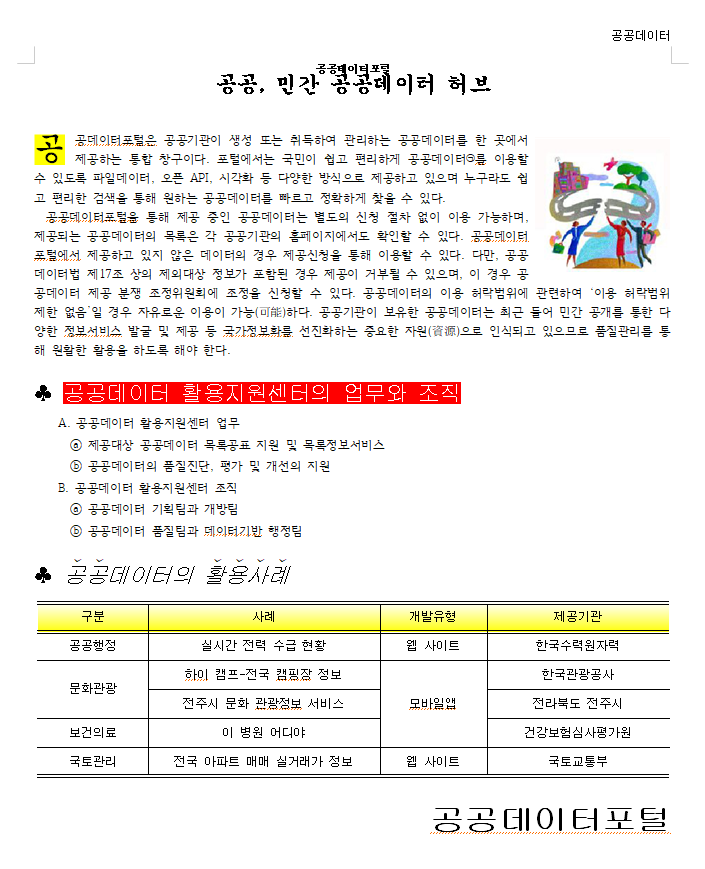 공공데이터
공공데이터포털
공공, 민간 공공데이터 허브
공공데이터포털은 공공기관이 생성 또는 취득하여 관리하는 공공데이터를 한 곳에서
제공하는 통합 창구이다. 포털에서는 국민이 쉽고 편리하게 공공데이터㉮를 이용할
수 있도록 파일데이터, 오픈 API, 시각화 등 다양한 방식으로 제공하고 있으며 누구라도 쉽
고 편리한 검색을 통해 원하는 공공데이터를 빠르고 정확하게 찾을 수 있다.
공공데이터포털을 통해 제공 중인 공공데이터는 별도의 신청 절차 없이 이용 가능하며,
제공되는 공공데이터의 목록은 각 공공기관의 홈페이지에서도 확인할 수 있다. 공공데이터
포털에서 제공하고 있지 않은 데이터의 경우 제공신청을 통해 이용할 수 있다. 다만, 공공
데이터법 제17조 상의 제외대상 정보가 포함된 경우 제공이 거부될 수 있으며, 이 경우 공
공데이터 제공 분쟁 조정위원회에 조정을 신청할 수 있다. 공공데이터의 이용 허락범위에 관련하여 ‘이용 허락범위
제한 없음’일 경우 자유로운 이용이 가능(可能)하다. 공공기관이 보유한 공공데이터는 최근 들어 민간 공개를 통한 다
양한 정보서비스 발굴 및 제공 등 국가정보화를 선진화하는 중요한 자원(資源)으로 인식되고 있으므로 품질관리를 통
해 원활한 활용을 하도록 해야 한다.
♣ 공공데이터 활용지원센터의 업무와 조직
A. 공공데이터 활용지원센터 업무
ⓐ 제공대상 공공데이터 목록공표 지원 및 목록정보서비스
ⓑ 공공데이터의 품질진단, 평가 및 개선의 지원
B. 공공데이터 활용지원센터 조직
ⓐ 공공데이터 기획팀과 개방팀
ⓑ 공공데이터 품질팀과 데이터기반 행정팀
♣ 공공데이터의 활용사례
구분 사례 개발유형 제공기관
공공행정 실시간 전력 수급 현황 웹 사이트 한국수력원자력
문화관광 하이 캠프-전국 캠핑장 정보 모바일앱 한국관광공사
전주시 문화 관광정보 서비스 전라북도 전주시
보건의료 이 병원 어디야 건강보험심사평가원
국토관리 전국 아파트 매매 실거래가 정보 웹 사이트 국토교통부
공공데이터포털